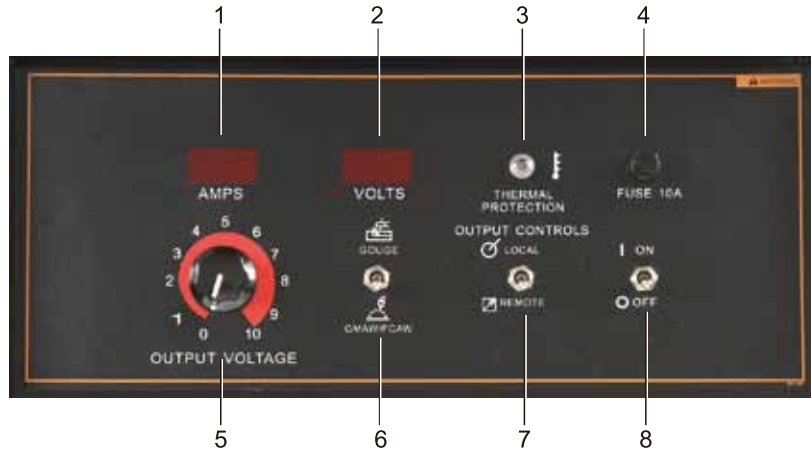 1 2 3 4
AMPS VOLTS THERMAL PROTECTION FUSE 10A
OUTPUT CONTROLS
GOUGE LOCAL I ON
REMOTE O OFF
GMAW/FCAW
0 1 2 3 4 5 6 7 8 9 10
OUTPUT VOLTAGE
5 6 7 8